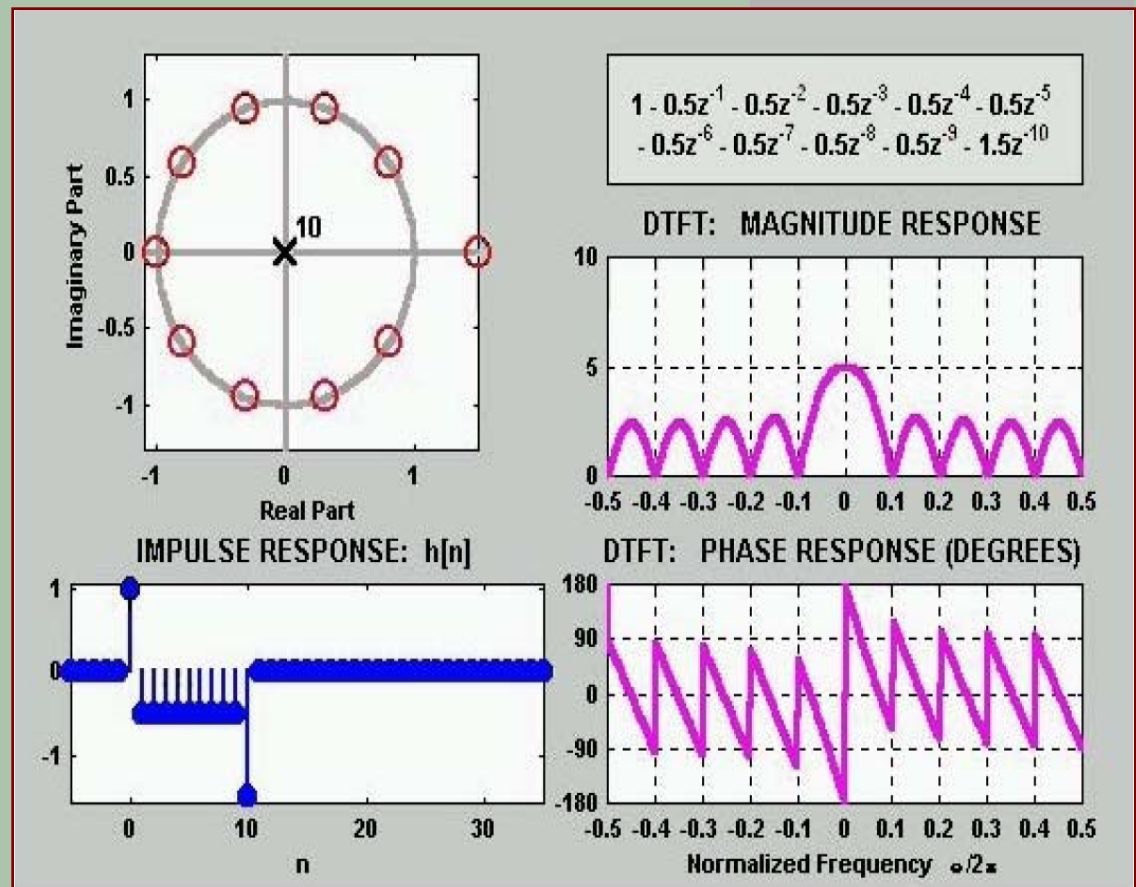 1 - 0.5z⁻¹ - 0.5z⁻² - 0.5z⁻³ - 0.5z⁻⁴ - 0.5z⁻⁵
- 0.5z⁻⁶ - 0.5z⁻⁷ - 0.5z⁻⁸ - 0.5z⁻⁹ - 1.5z⁻¹⁰
1
0.5
0
-0.5
-1
Imaginary Part
10
-1 0 1
Real Part
DTFT: MAGNITUDE RESPONSE
10
5
0
-0.5 -0.4 -0.3 -0.2 -0.1 0 0.1 0.2 0.3 0.4 0.5
IMPULSE RESPONSE: h[n]
1
0
-1
0 10 20 30
n
DTFT: PHASE RESPONSE (DEGREES)
180
90
0
-90
-180
-0.5 -0.4 -0.3 -0.2 -0.1 0 0.1 0.2 0.3 0.4 0.5
Normalized Frequency